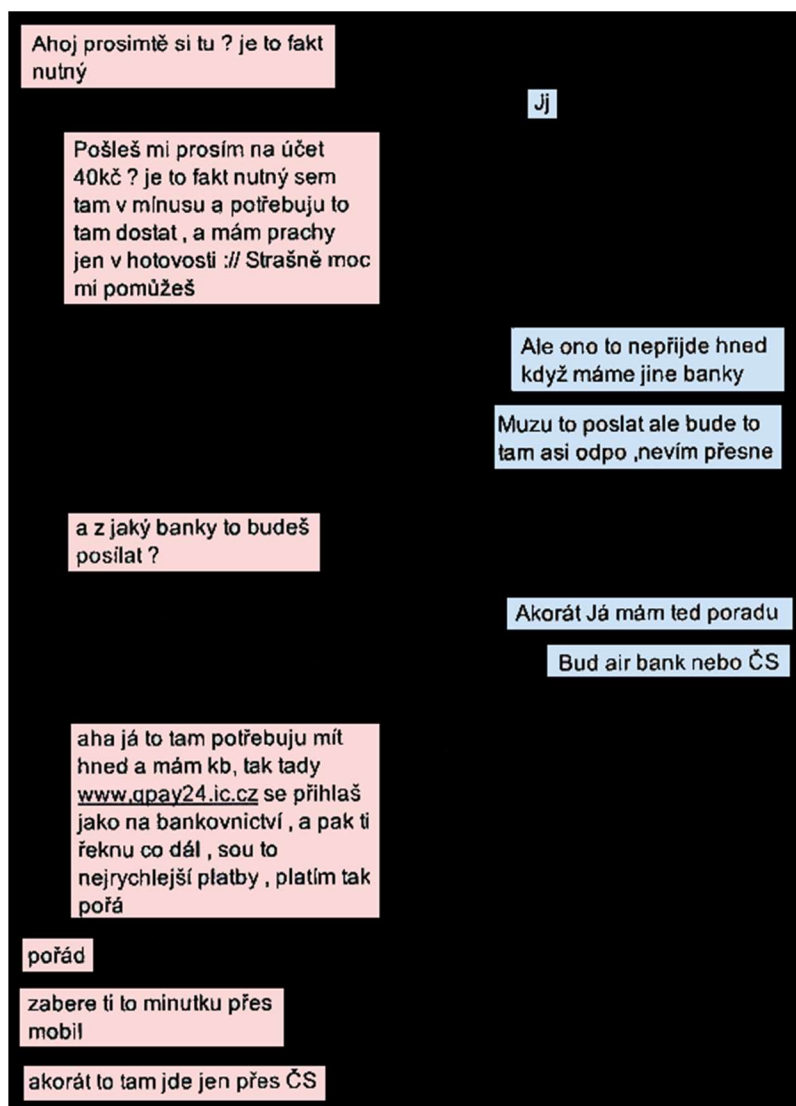 Ahoj prosimtě si tu ? je to fakt
nutný
Jj
Pošleš mi prosím na účet
40kč ? je to fakt nutný sem
tam v mínusu a potřebuju to
tam dostat , a mám prachy
jen v hotovosti :// Strašně moc
mi pomůžeš
Ale ono to nepřijde hned
když máme jine banky
Muzu to poslat ale bude to
tam asi odpo ,nevím přesne
a z jaký banky to budeš
posílat ?
Akorát Já mám ted poradu
Bud air bank nebo ČS
aha já to tam potřebuju mít
hned a mám kb, tak tady
www.qpay24.ic.cz se přihlaš
jako na bankovnictví , a pak ti
řeknu co dál , sou to
nejrychlejší platby , platím tak
pořá
pořád
zabere ti to minutku přes
mobil
akorát to tam jde jen přes ČS